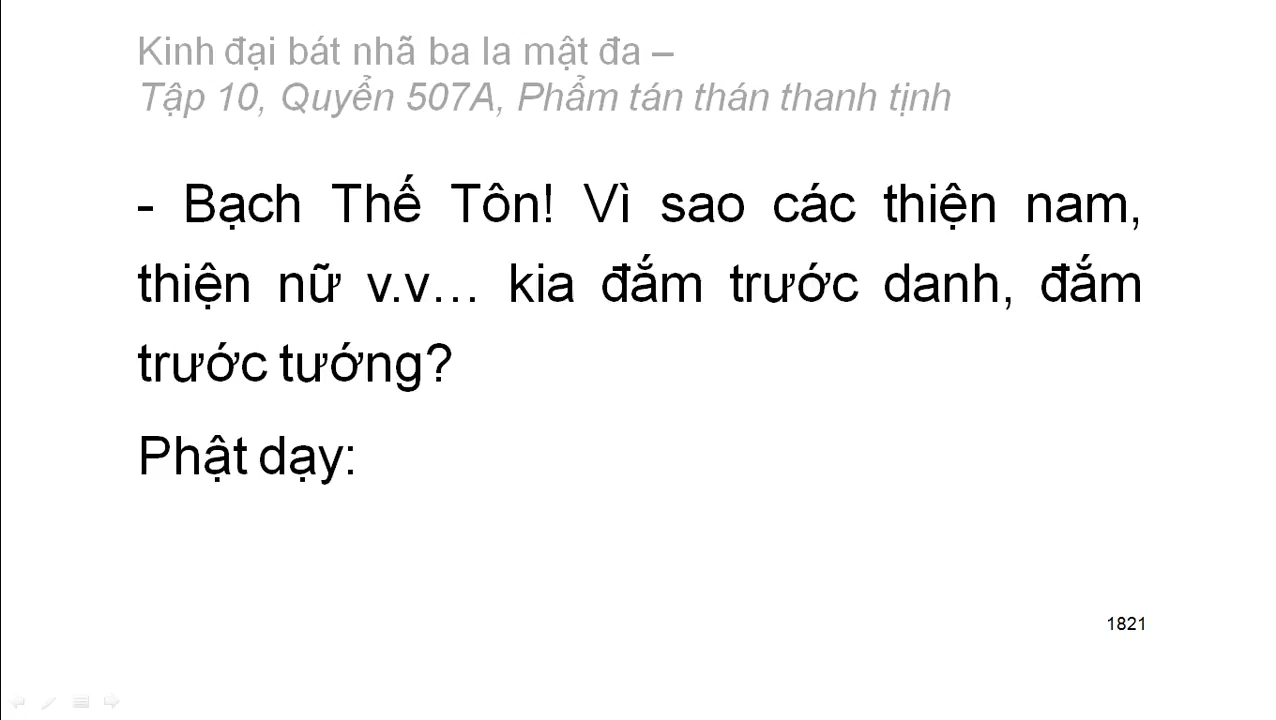 Kinh đại bát nhã ba la mật đa –
Tập 10, Quyển 507A, Phẩm tán thán thanh tịnh
- Bạch Thế Tôn! Vì sao các thiện nam,
thiện nữ v.v… kia đắm trước danh, đắm
trước tướng?
Phật dạy:
1821